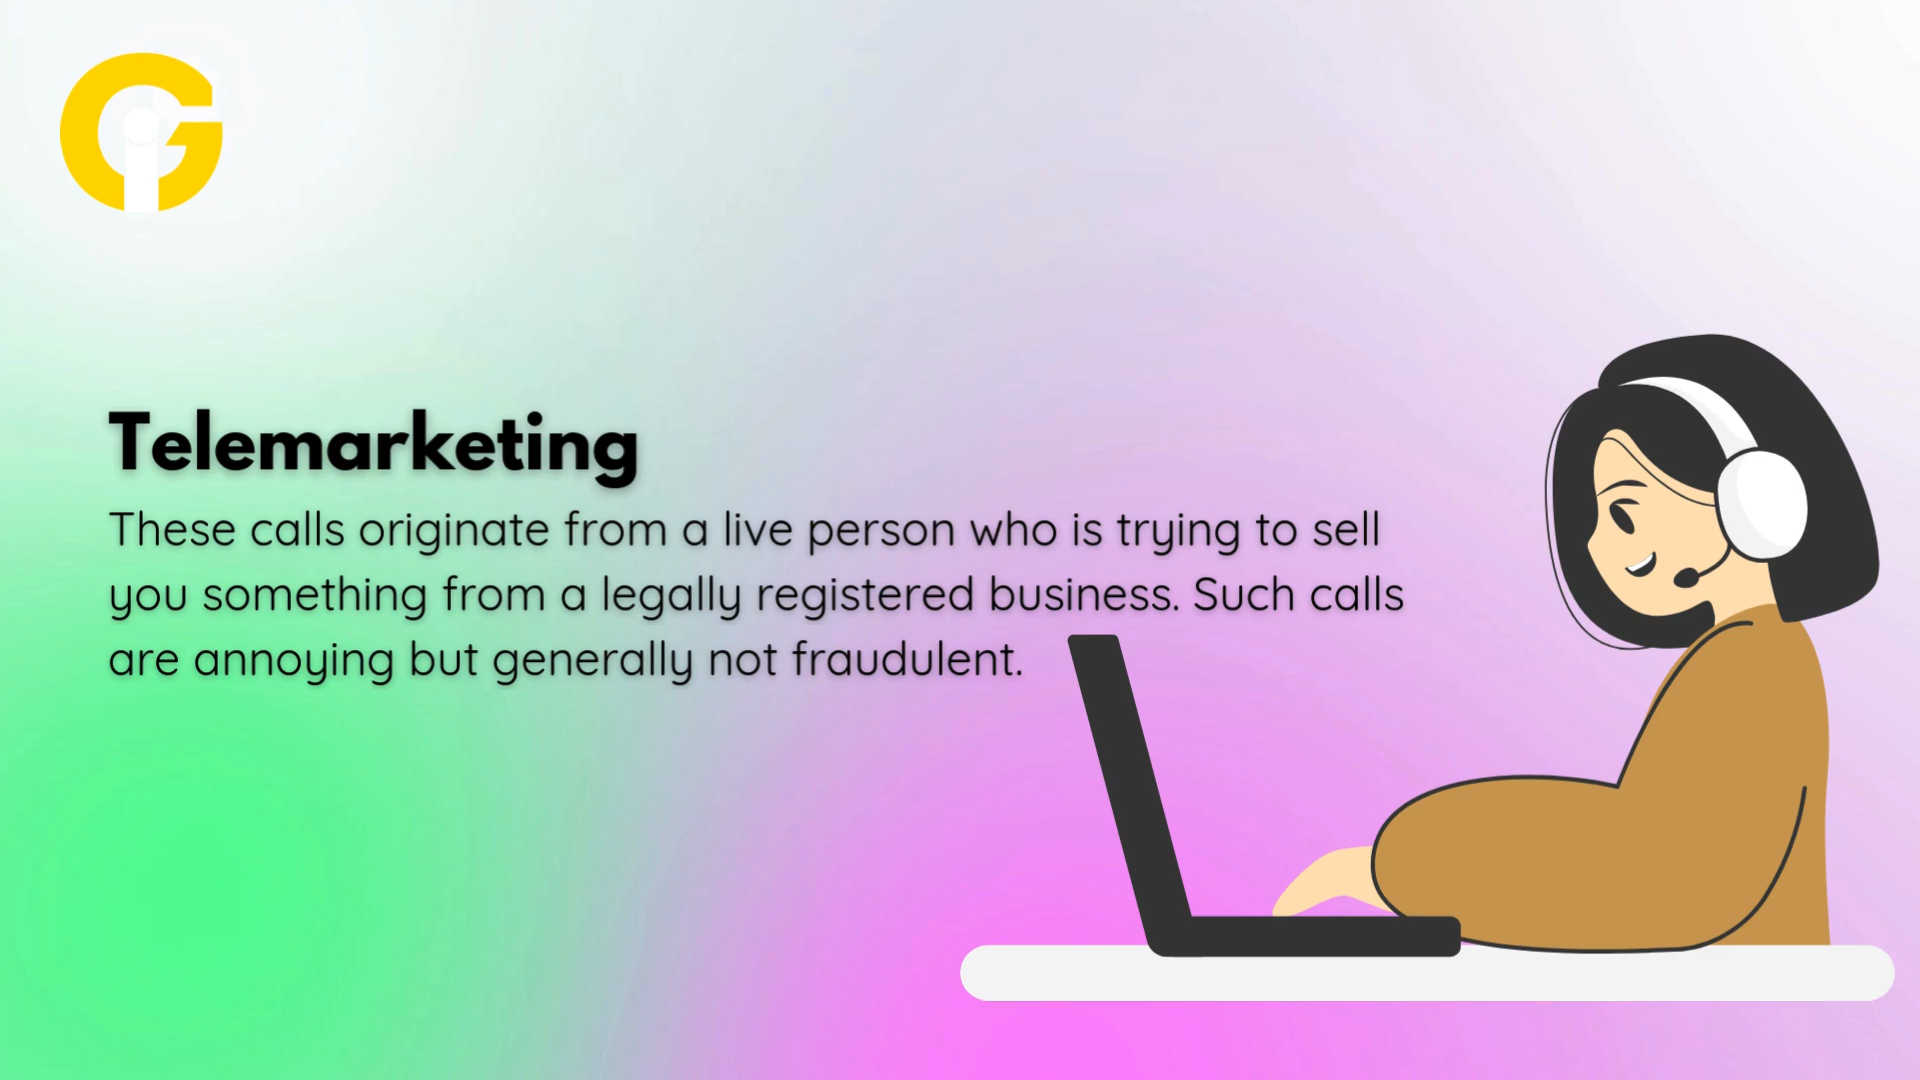 Telemarketing
These calls originate from a live person who is trying to sell
you something from a legally registered business. Such calls
are annoying but generally not fraudulent.